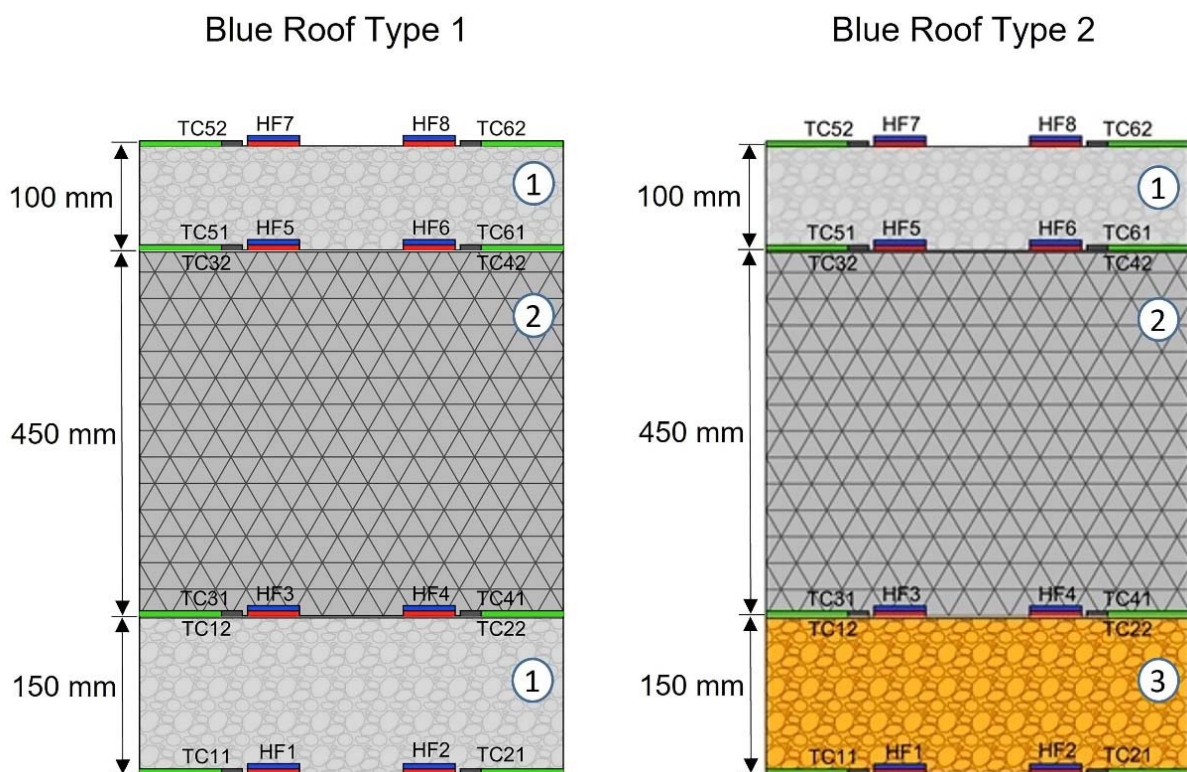 Blue Roof Type 1
TC52 HF7 HF8 TC62
100 mm
1
TC51 HF5 HF6 TC61
TC32 TC42
2
450 mm
TC31 HF3 HF4 TC41
TC12 TC22
150 mm
1
TC11 HF1 HF2 TC21
Blue Roof Type 2
TC52 HF7 HF8 TC62
100 mm
1
TC51 HF5 HF6 TC61
TC32 TC42
2
450 mm
TC31 HF3 HF4 TC41
TC12 TC22
150 mm
3
TC11 HF1 HF2 TC21